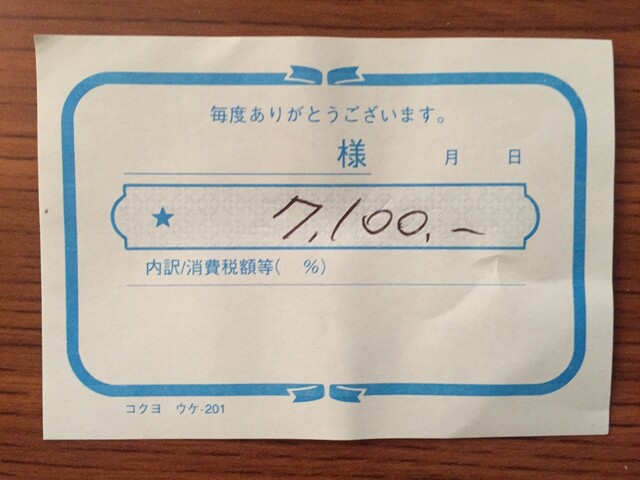 毎度ありがとうございます。
様 月 日
★ 7,100,-
内訳/消費税額等( %)
コクヨ ウケ-201